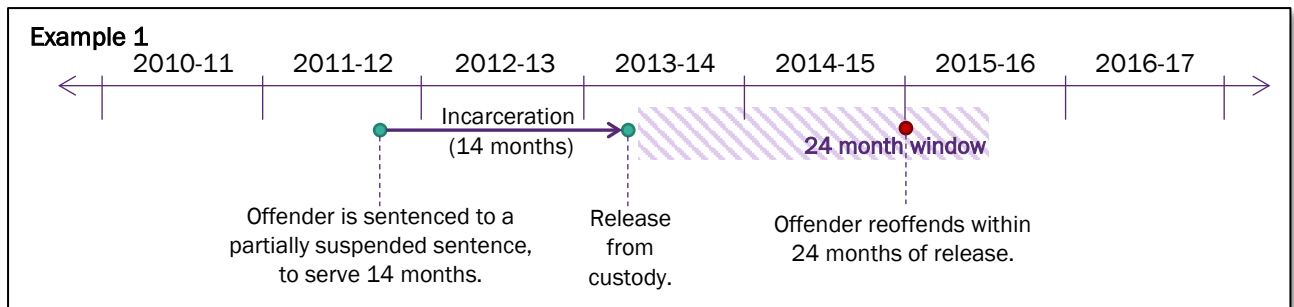 Example 1
2010-11 2011-12 2012-13 2013-14 2014-15 2015-16 2016-17
Incarceration
(14 months)
24 month window
Offender is sentenced to a
partially suspended sentence,
to serve 14 months.
Release
from
custody.
Offender reoffends within
24 months of release.